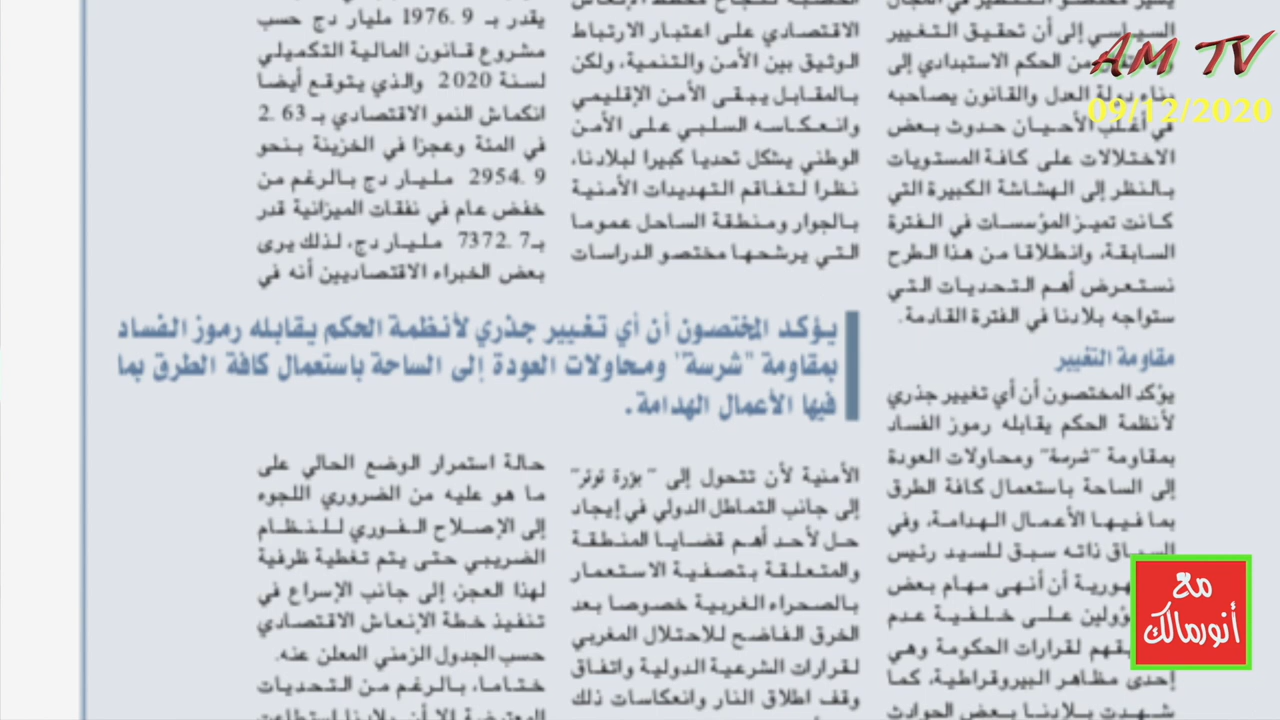 يشير مختصو التنظير في المجال
إلى أن تحقيق التغيير
من الحكم الاستبدادي إلى
بناء دولة العدل والقانون يصاحبه
في أغلب الأحيان حدوث بعض
الاختلالات على كافة المستويات
بالنظر إلى الهشاشة الكبيرة التي
كانت تميز المؤسسات في الفترة
السابقة، وانطلاقا من هذا الطرح
نستعرض أهم التحديات التي
ستواجه بلادنا في الفترة القادمة.
مقاومة التغيير
يؤكد المختصون أن أي تغيير جذري
لأنظمة الحكم يقابله رموز الفساد
بمقاومة "شرسة" ومحاولات العودة
إلى الساحة باستعمال كافة الطرق
بما فيها الأعمال الهدامة، وفي
السياق ذاته سبق للسيد رئيس
أن أنهى مهام بعض
على خلفية عدم
لقرارات الحكومة وهي
إحدى مظاهر البيروقراطية، كما
شهدت بلادنا بعض الحوادث
الاقتصادي على اعتبار الارتباط
الوثيق بين الأمن والتنمية، ولكن
بالمقابل يبقى الأمن الإقليمي
وانعكاسه السلبي على الأمن
الوطني يشكل تحديا كبيرا لبلادنا،
نظرا لتفاقم التهديدات الأمنية
بالجوار ومنطقة الساحل عموما
التي يرشحها مختصو الدراسات
يؤكد المختصون أن أي تغيير جذري لأنظمة الحكم يقابله رموز الفساد
بمقاومة "شرسة" ومحاولات العودة إلى الساحة باستعمال كافة الطرق بما
فيها الأعمال الهدامة.
الأمنية لأن تتحول إلى "بؤرة توتر"
إلى جانب التماطل الدولي في إيجاد
حل لأحد أهم قضايا المنطقة
والمتعلقة بتصفية الاستعمار
بالصحراء الغربية خصوصا بعد
الخرق الفاضح للاحتلال المغربي
لقرارات الشرعية الدولية واتفاق
وقف اطلاق النار وانعكاسات ذلك
يقدر بـ 1976.9 مليار دج حسب
مشروع قانون المالية التكميلي
لسنة 2020 والذي يتوقع أيضا
انكماش النمو الاقتصادي بـ 2.63
في المئة وعجزا في الخزينة بنحو
2954.9 مليار دج بالرغم من
خفض عام في نفقات الميزانية قدر
بـ7372.7 مليار دج، لذلك يرى
بعض الخبراء الاقتصاديين أنه في
حالة استمرار الوضع الحالي على
ما هو عليه من الضروري اللجوء
إلى الإصلاح الفوري للنظام
الضريبي حتى يتم تغطية ظرفية
لهذا العجز، إلى جانب الإسراع في
تنفيذ خطة الإنعاش الاقتصادي
حسب الجدول الزمني المعلن عنه.
ختاما، بالرغم من التحديات
AM TV
09/12/2020
مع
أنورمالك